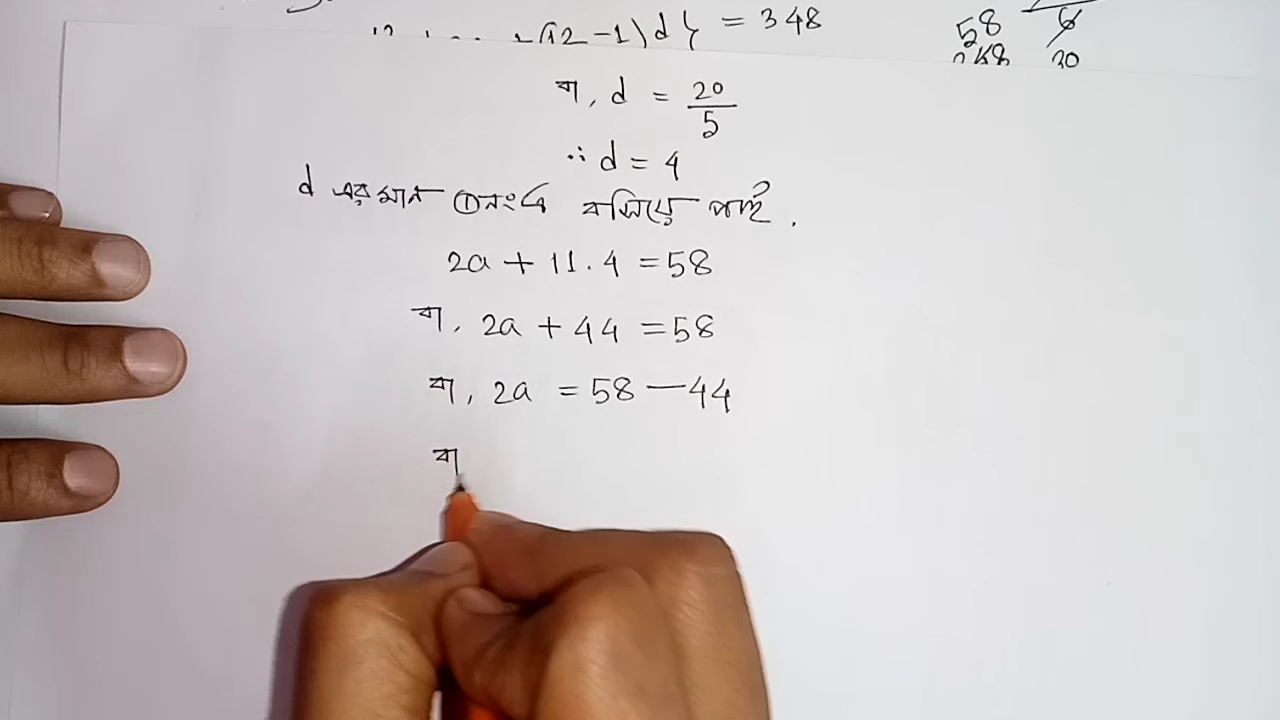 (12-1)d} = 348
58
6
30
বা, d = 20/5
∴ d = 4
d এর মান ①নং এ বসিয়ে পাই,
2a + 11.4 = 58
বা, 2a + 44 = 58
বা, 2a = 58 — 44
বা